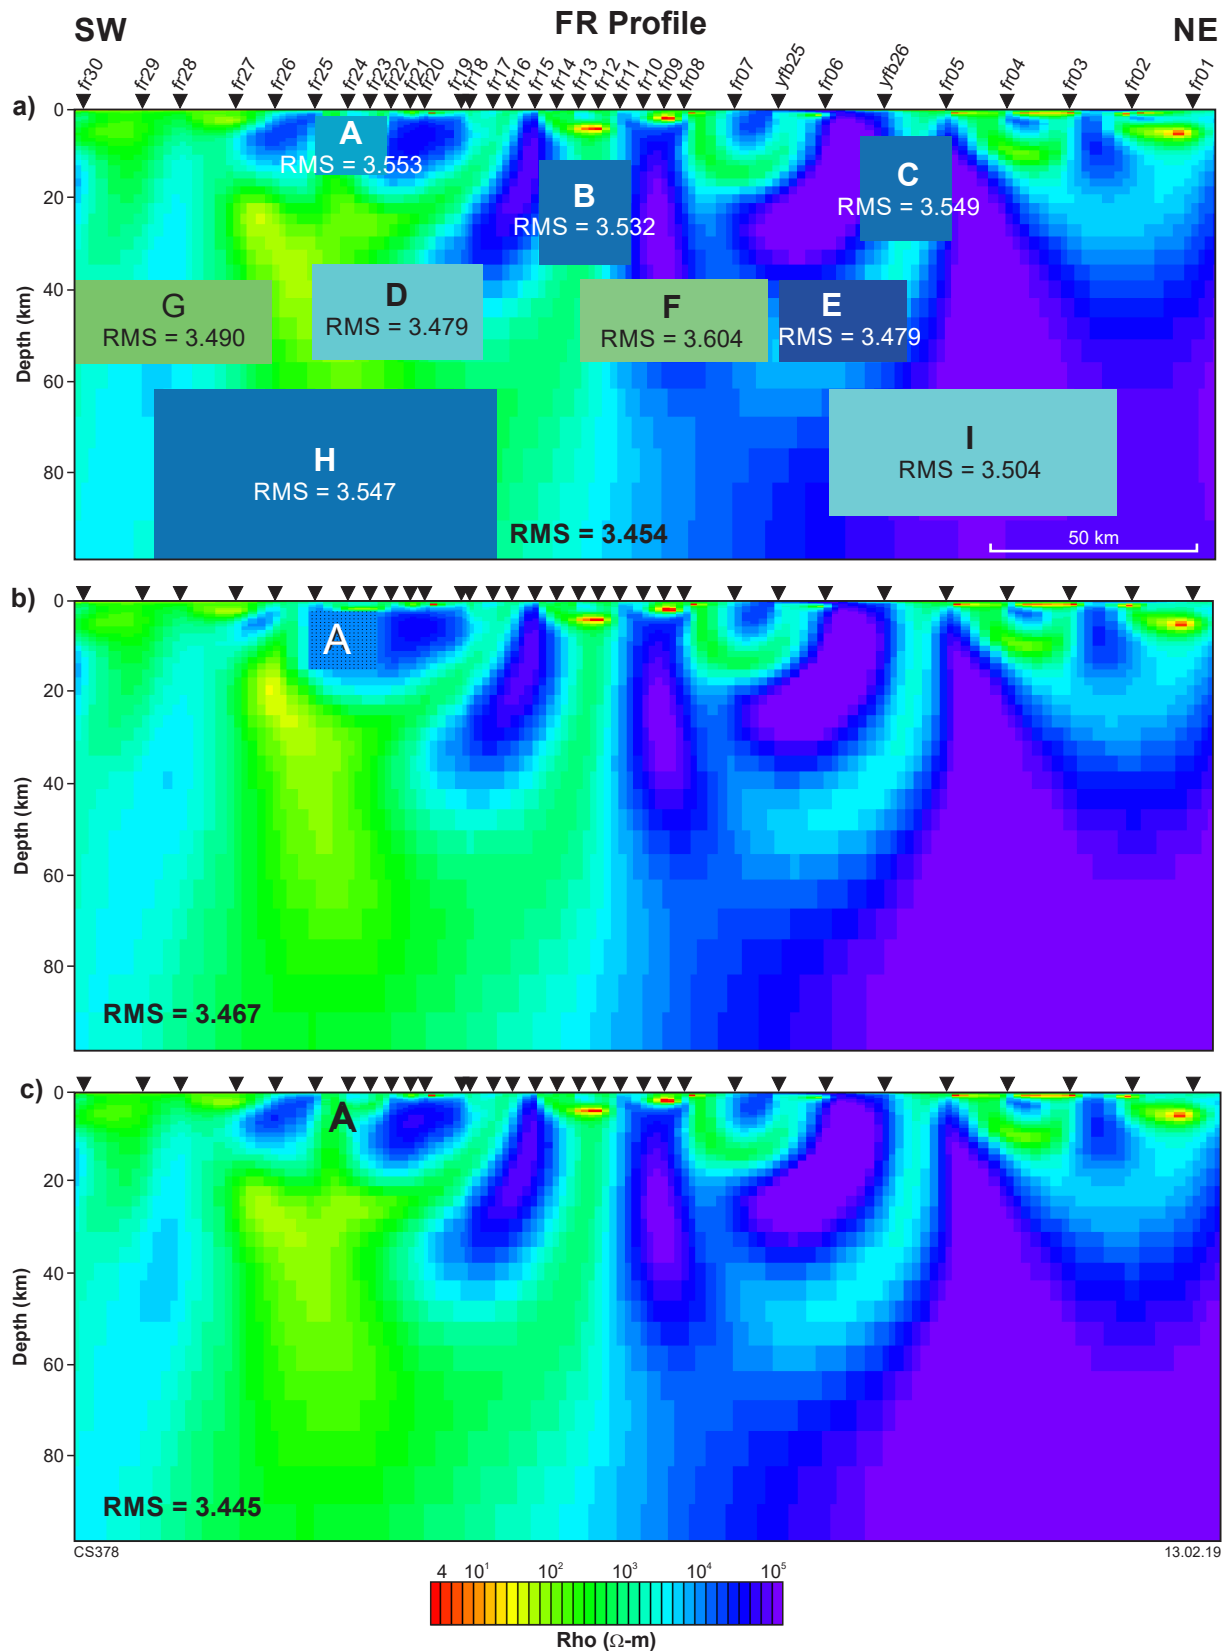 SW FR Profile NE
fr30 fr29 fr28 fr27 fr26 fr25 fr24 fr23 fr22 fr21 fr20 fr19 fr18 fr17 fr16 fr15 fr14 fr13 fr12 fr11 fr10 fr09 fr08 fr07 yfb25 fr06 yfb26 fr05 fr04 fr03 fr02 fr01
a)
0
20
40
60
80
Depth (km)
A
RMS = 3.553
B
RMS = 3.532
C
RMS = 3.549
G
RMS = 3.490
D
RMS = 3.479
F
RMS = 3.604
E
RMS = 3.479
H
RMS = 3.547
I
RMS = 3.504
RMS = 3.454
50 km
b)
0
20
40
60
80
Depth (km)
A
RMS = 3.467
c)
0
20
40
60
80
Depth (km)
A
RMS = 3.445
CS378 13.02.19
4 10¹ 10² 10³ 10⁴ 10⁵
Rho (Ω-m)